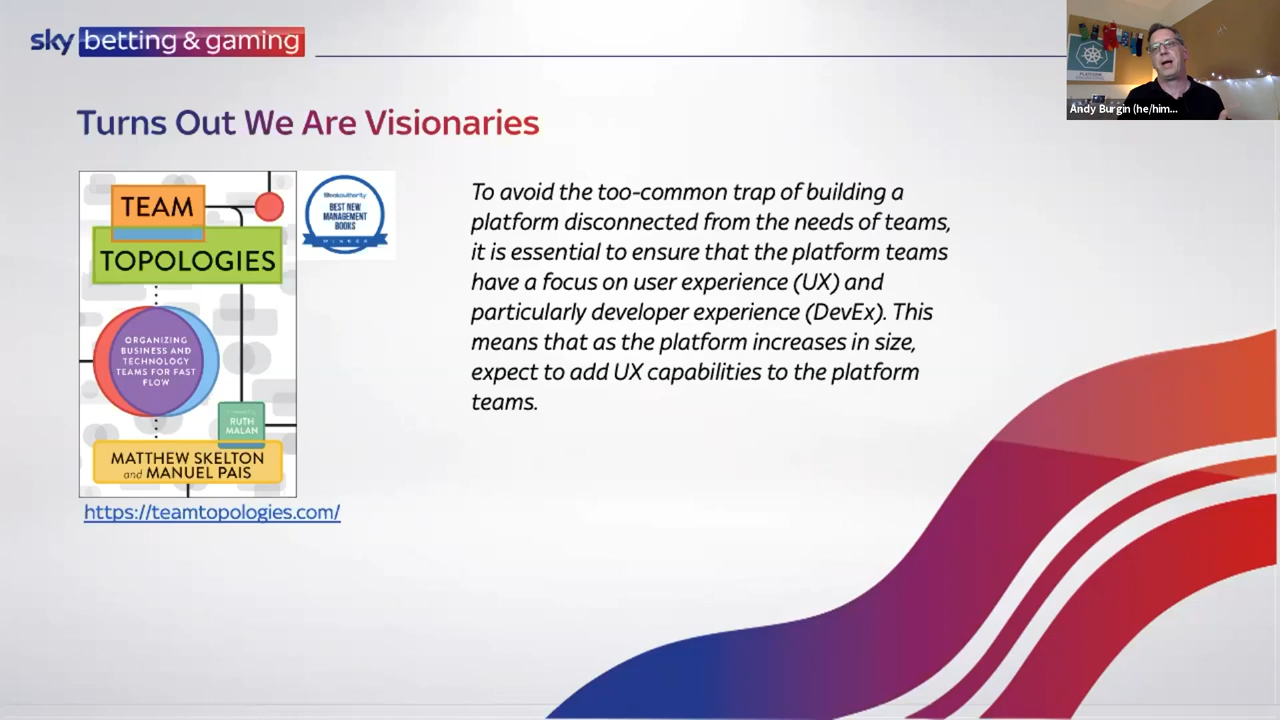 sky betting & gaming
Andy Burgin (he/him...
Turns Out We Are Visionaries
TEAM
TOPOLOGIES
ORGANIZING
BUSINESS AND
TECHNOLOGY
TEAMS FOR FAST
FLOW
RUTH
MALAN
MATTHEW SKELTON
and MANUEL PAIS
BEST NEW
MANAGEMENT
BOOKS
WINNER
https://teamtopologies.com/
To avoid the too-common trap of building a
platform disconnected from the needs of teams,
it is essential to ensure that the platform teams
have a focus on user experience (UX) and
particularly developer experience (DevEx). This
means that as the platform increases in size,
expect to add UX capabilities to the platform
teams.